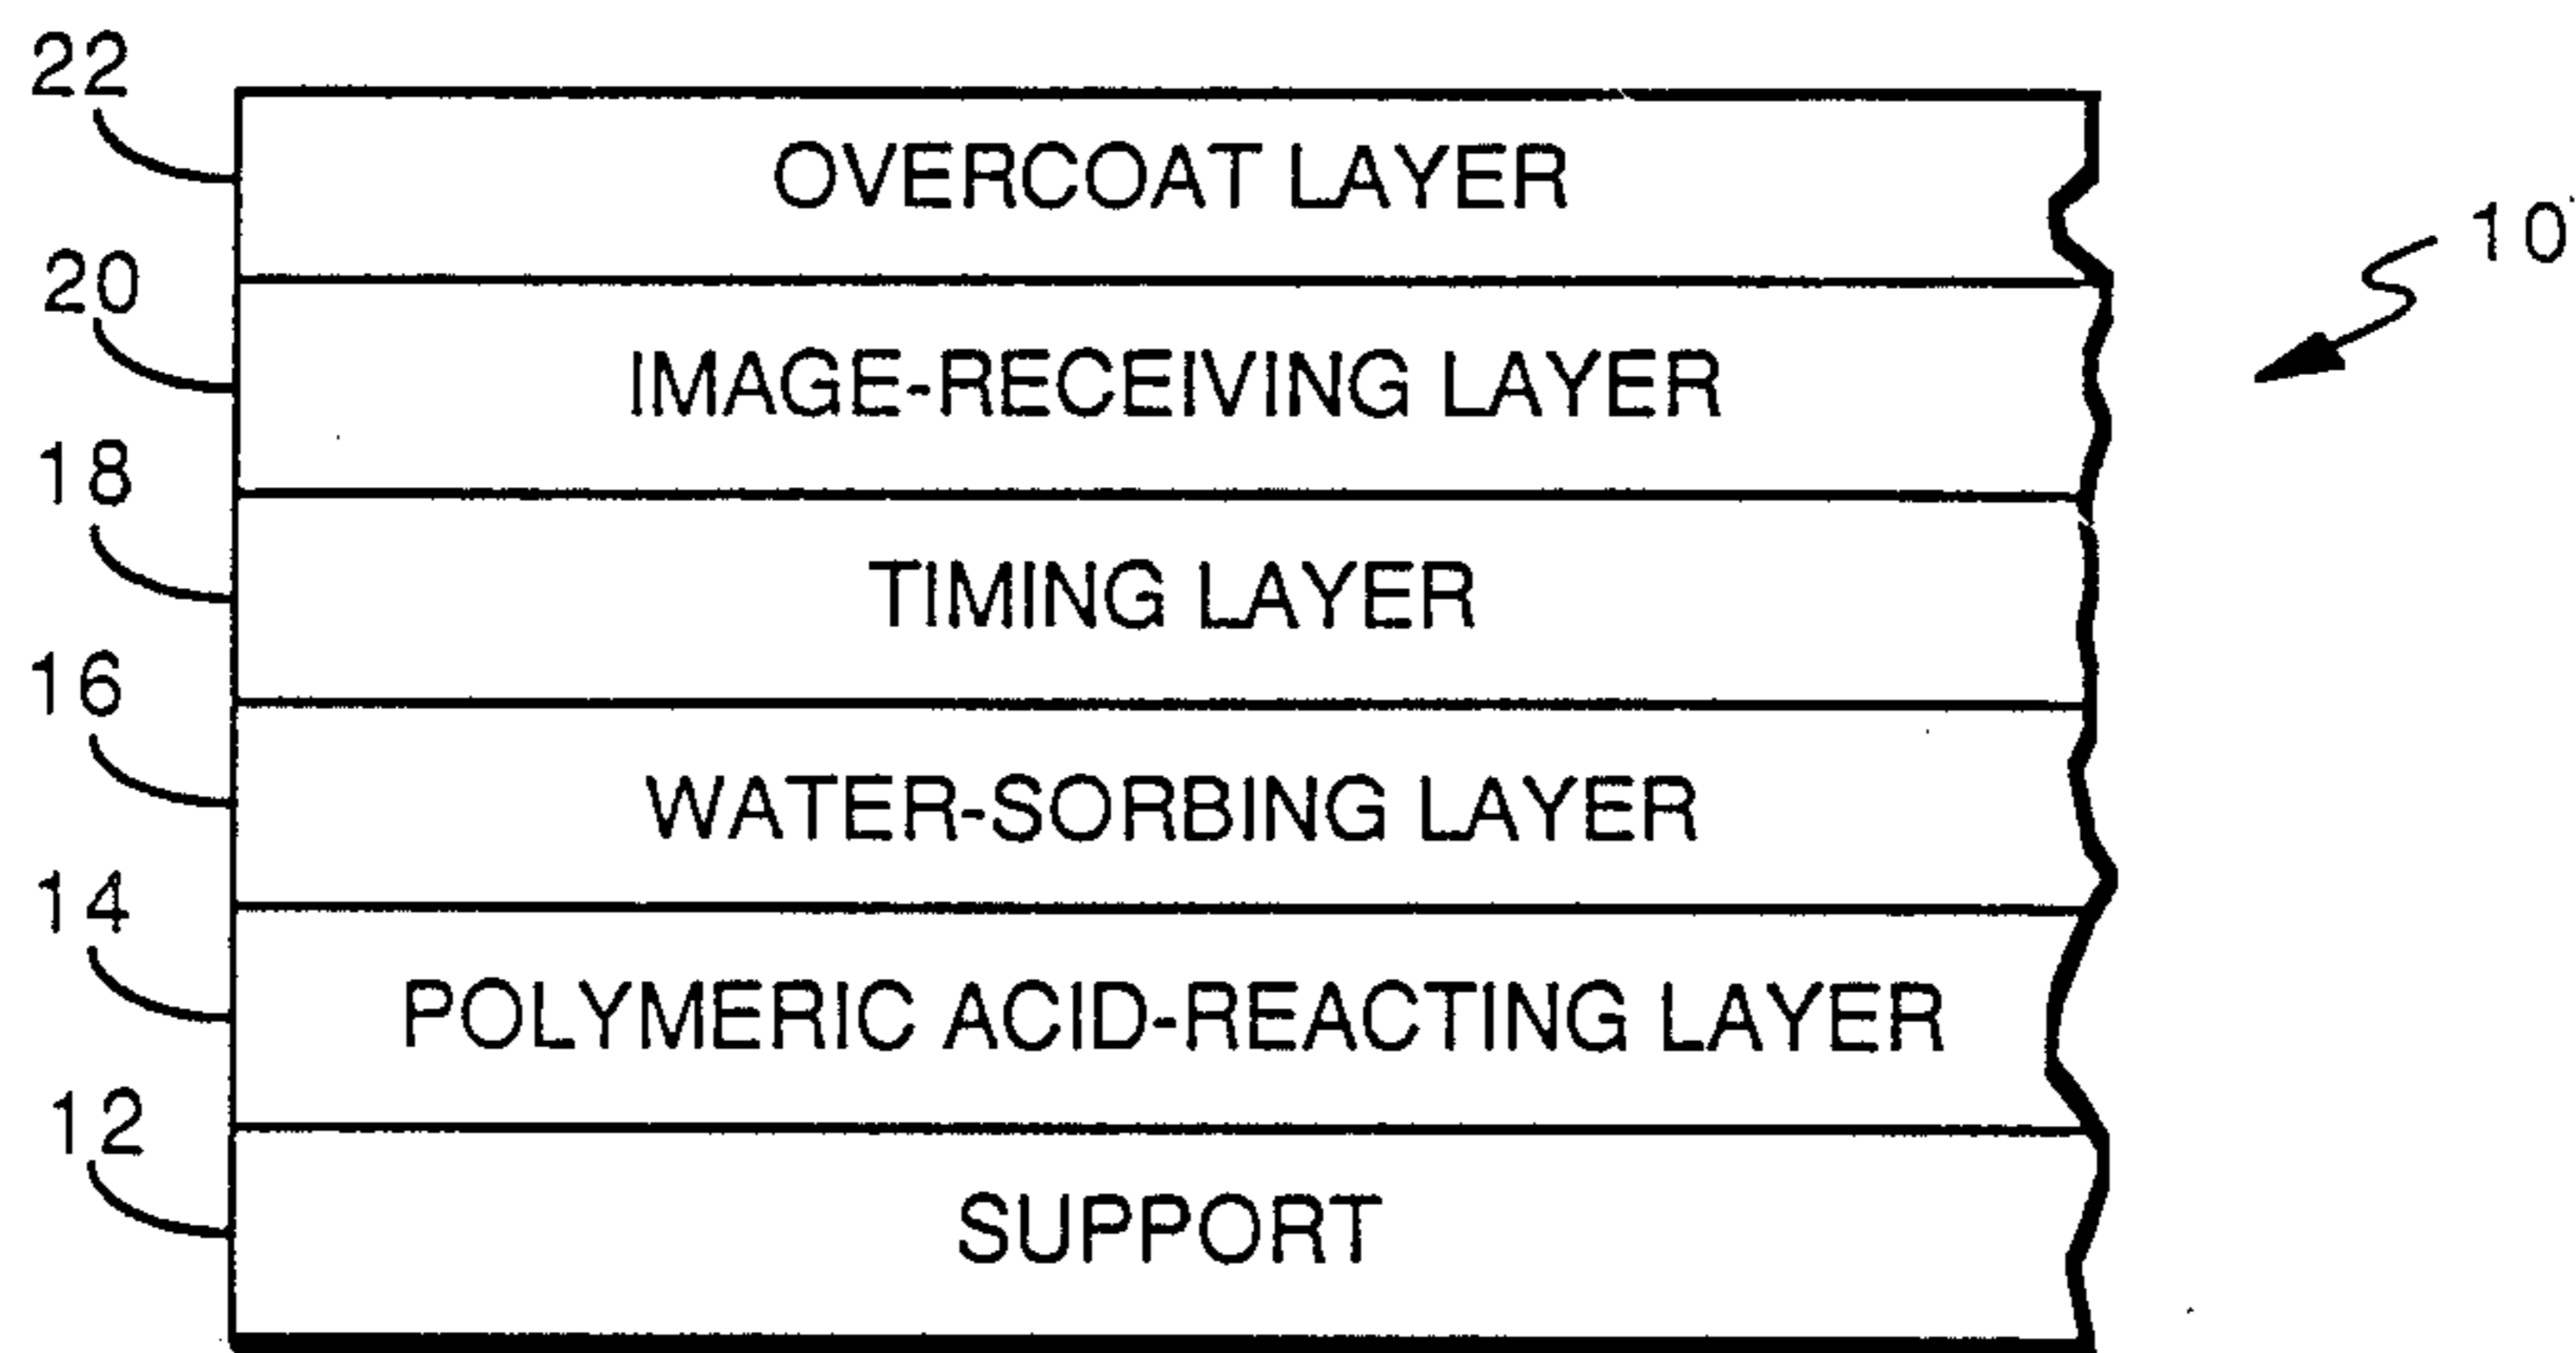 22
OVERCOAT LAYER
10
20
IMAGE-RECEIVING LAYER
18
TIMING LAYER
16
WATER-SORBING LAYER
14
POLYMERIC ACID-REACTING LAYER
12
SUPPORT